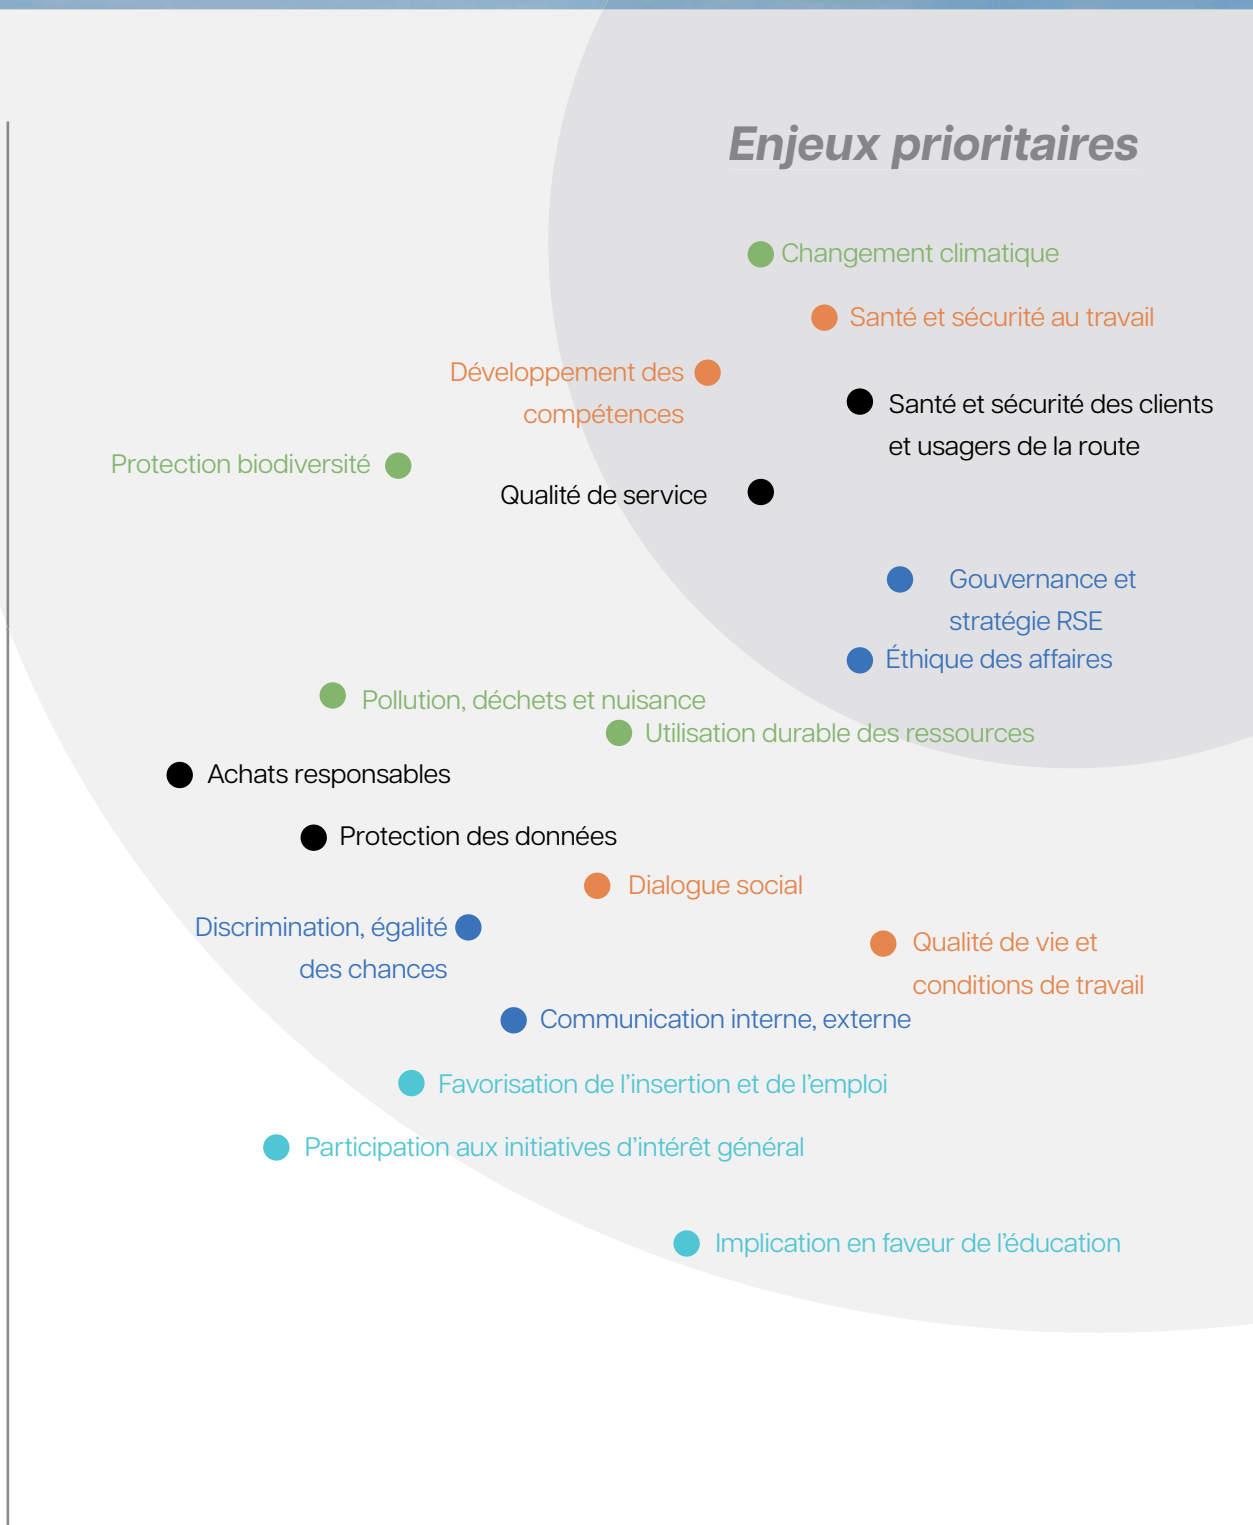 Enjeux prioritaires
Changement climatique
Santé et sécurité au travail
Développement des
compétences
Santé et sécurité des clients
et usagers de la route
Protection biodiversité
Qualité de service
Gouvernance et
stratégie RSE
Éthique des affaires
Pollution, déchets et nuisance
Utilisation durable des ressources
Achats responsables
Protection des données
Dialogue social
Discrimination, égalité
des chances
Qualité de vie et
conditions de travail
Communication interne, externe
Favorisation de l’insertion et de l’emploi
Participation aux initiatives d’intérêt général
Implication en faveur de l’éducation